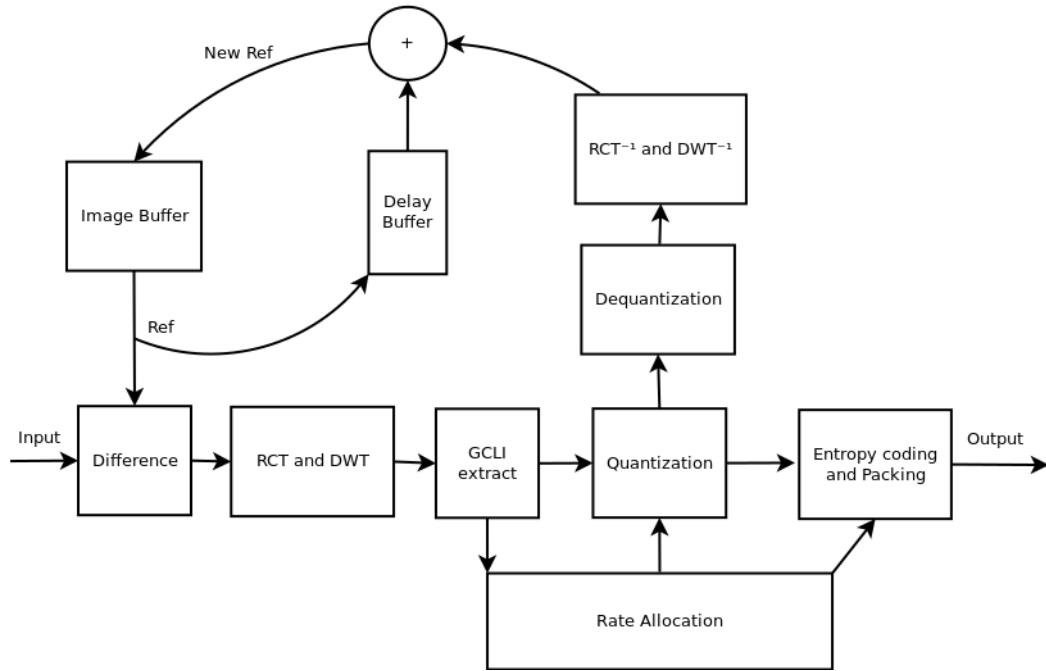 +
New Ref
RCT⁻¹ and DWT⁻¹
Image Buffer
Delay
Buffer
Dequantization
Ref
Input
Difference
RCT and DWT
GCLI
extract
Quantization
Entropy coding
and Packing
Output
Rate Allocation